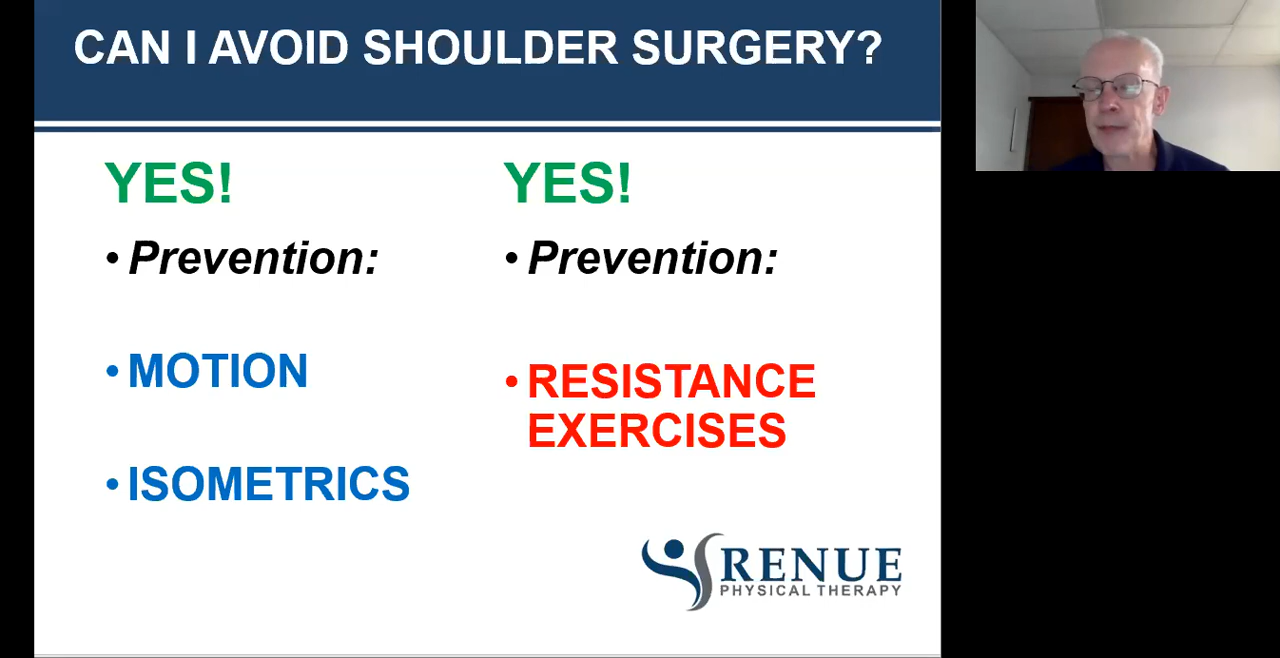 CAN I AVOID SHOULDER SURGERY?
YES!
• Prevention:
• MOTION
• ISOMETRICS
YES!
• Prevention:
• RESISTANCE
EXERCISES
RENUE
PHYSICAL THERAPY